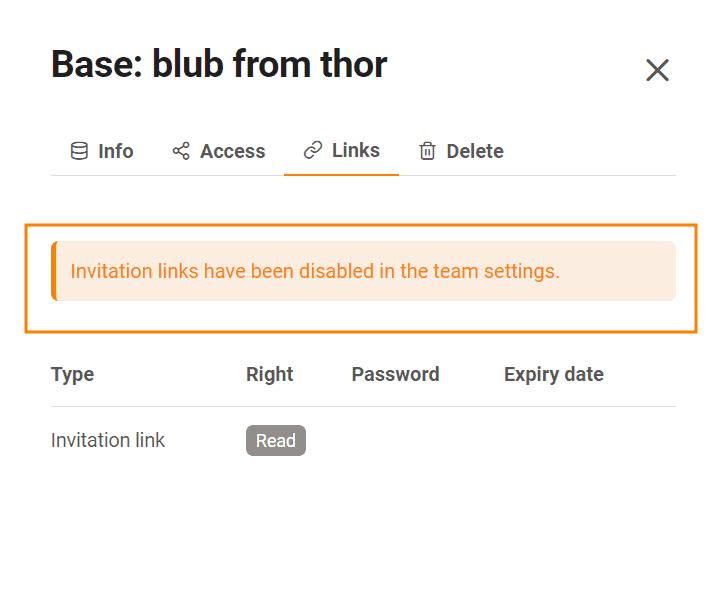 Base: blub from thor
Info Access Links Delete
Invitation links have been disabled in the team settings.
Type Right Password Expiry date
Invitation link Read